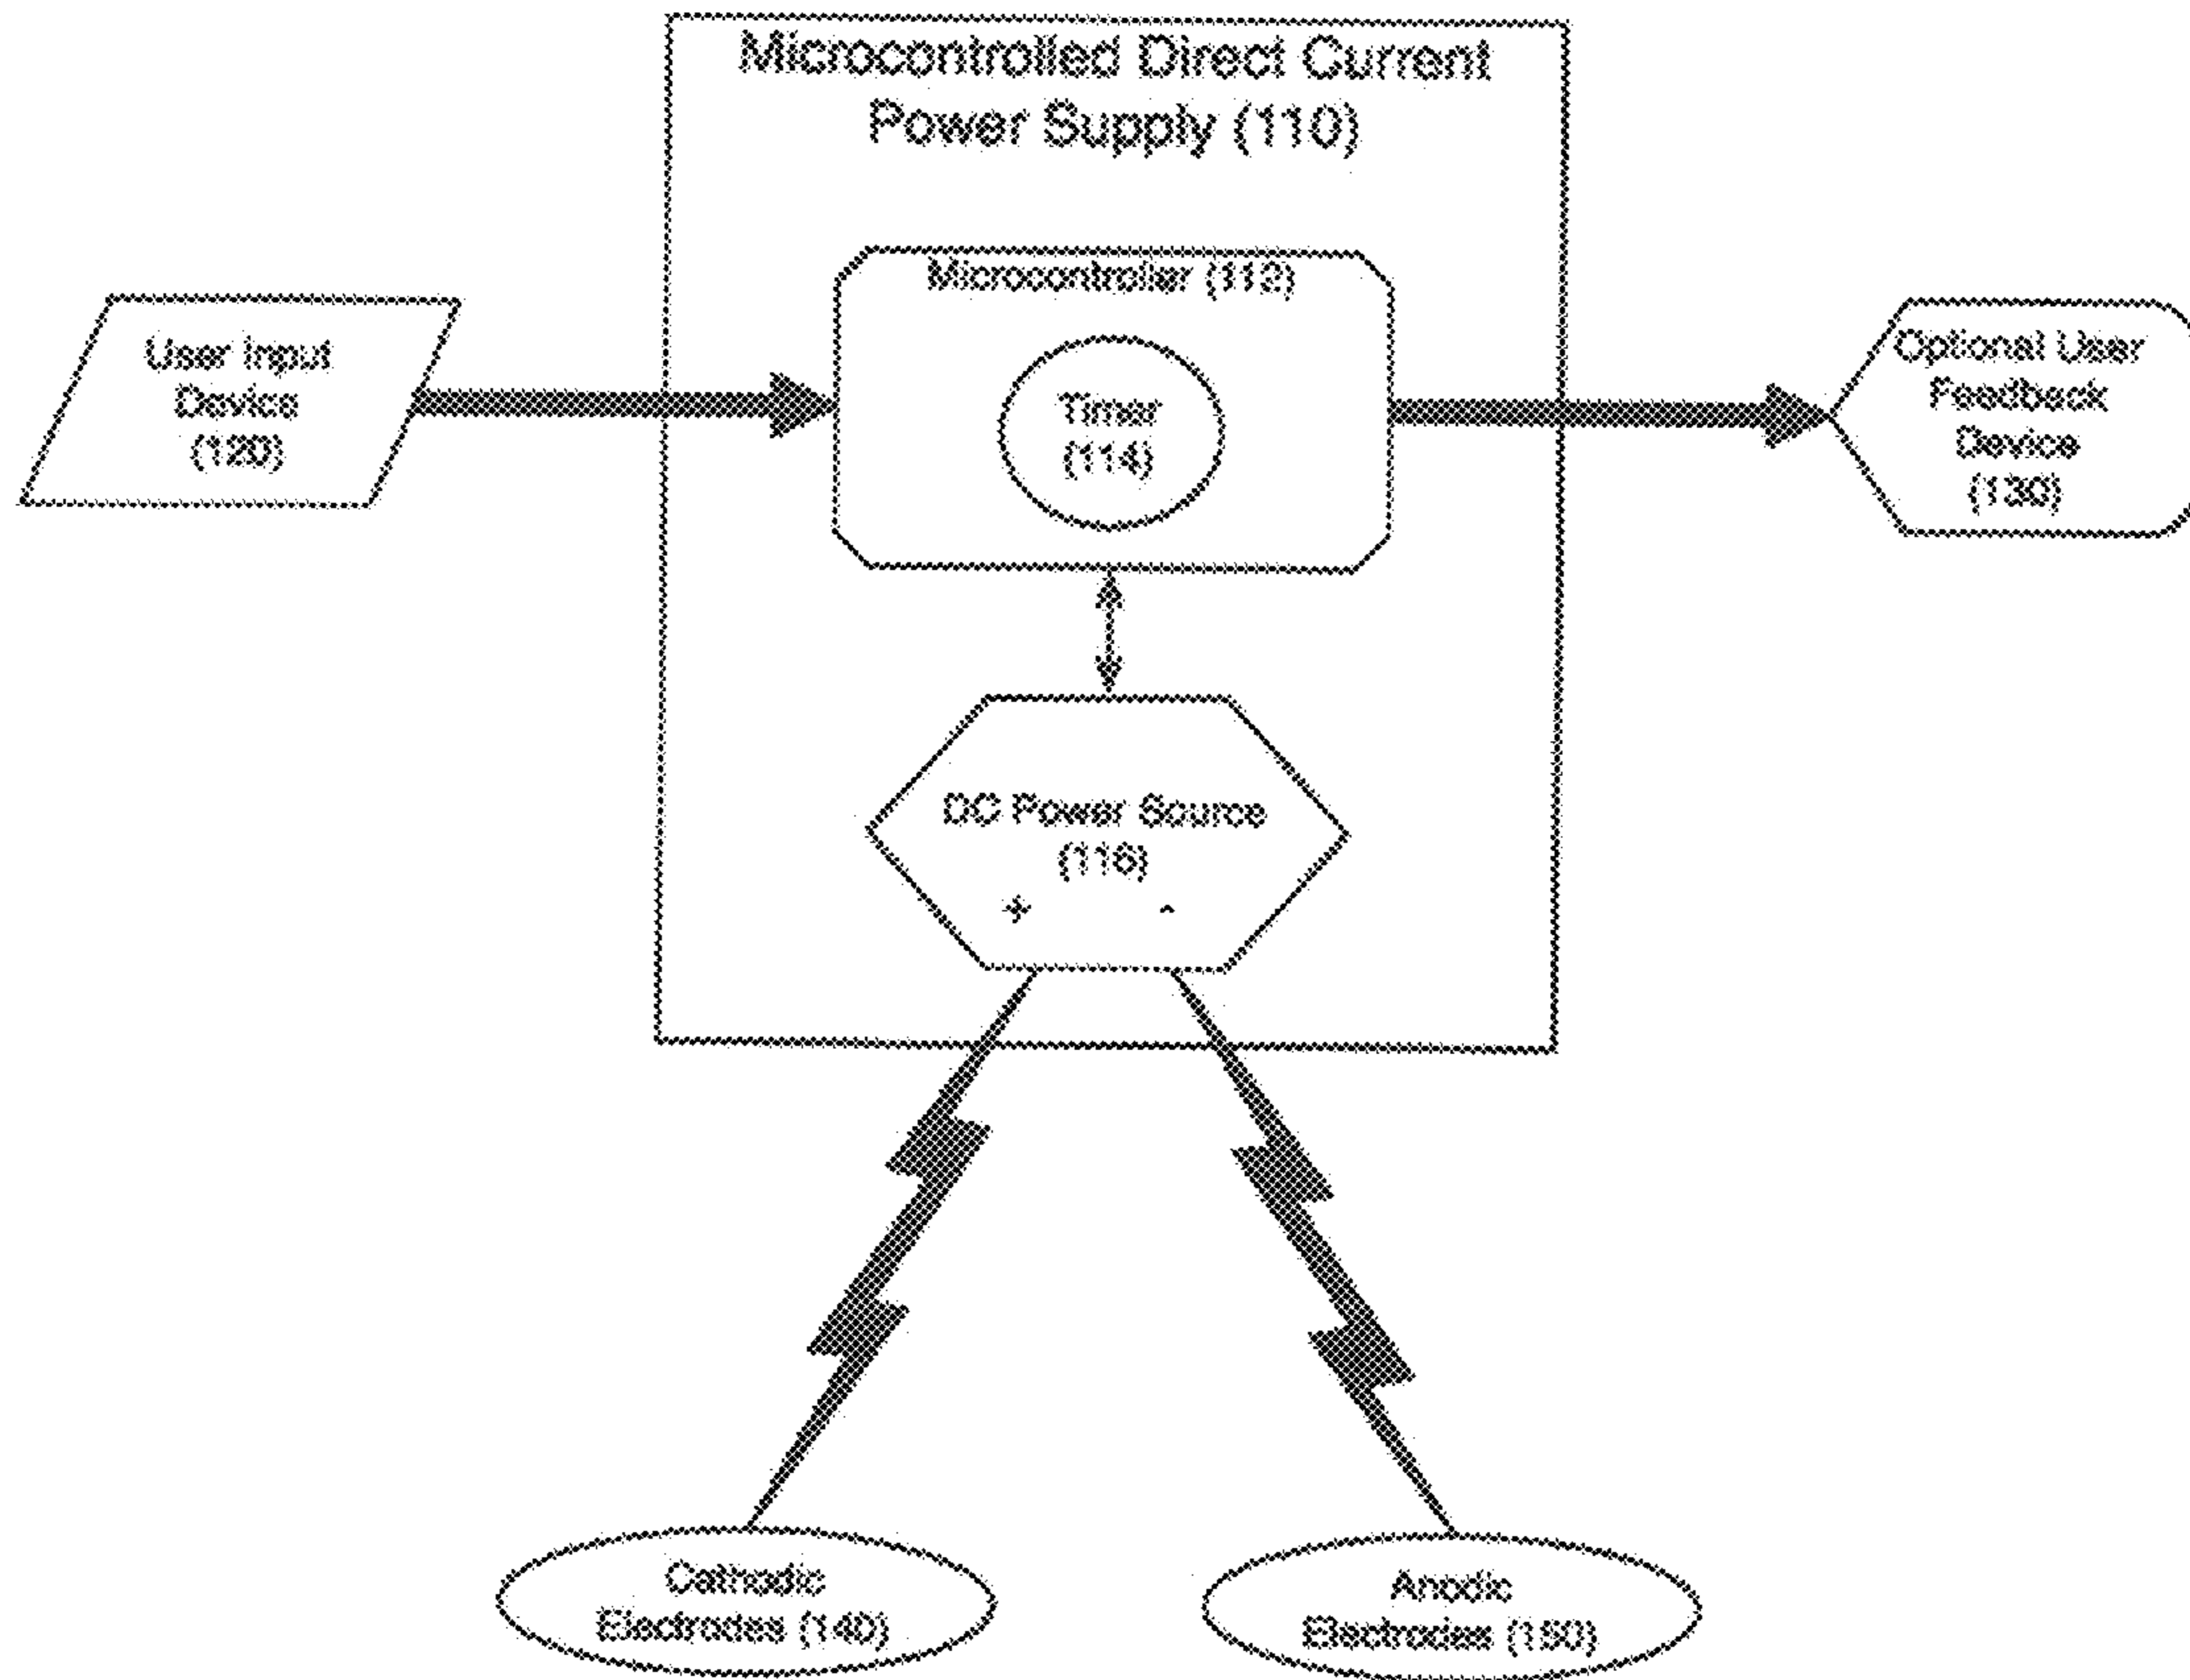 Microcontrolled Direct Current
Power Supply (110)
Microcontroller (112)
User Input
Device
(120)
Timer
(114)
Optional User
Feedback
Device
(130)
DC Power Source
(116)
+ -
Cathodic
Electrodes (140)
Anodic
Electrodes (150)